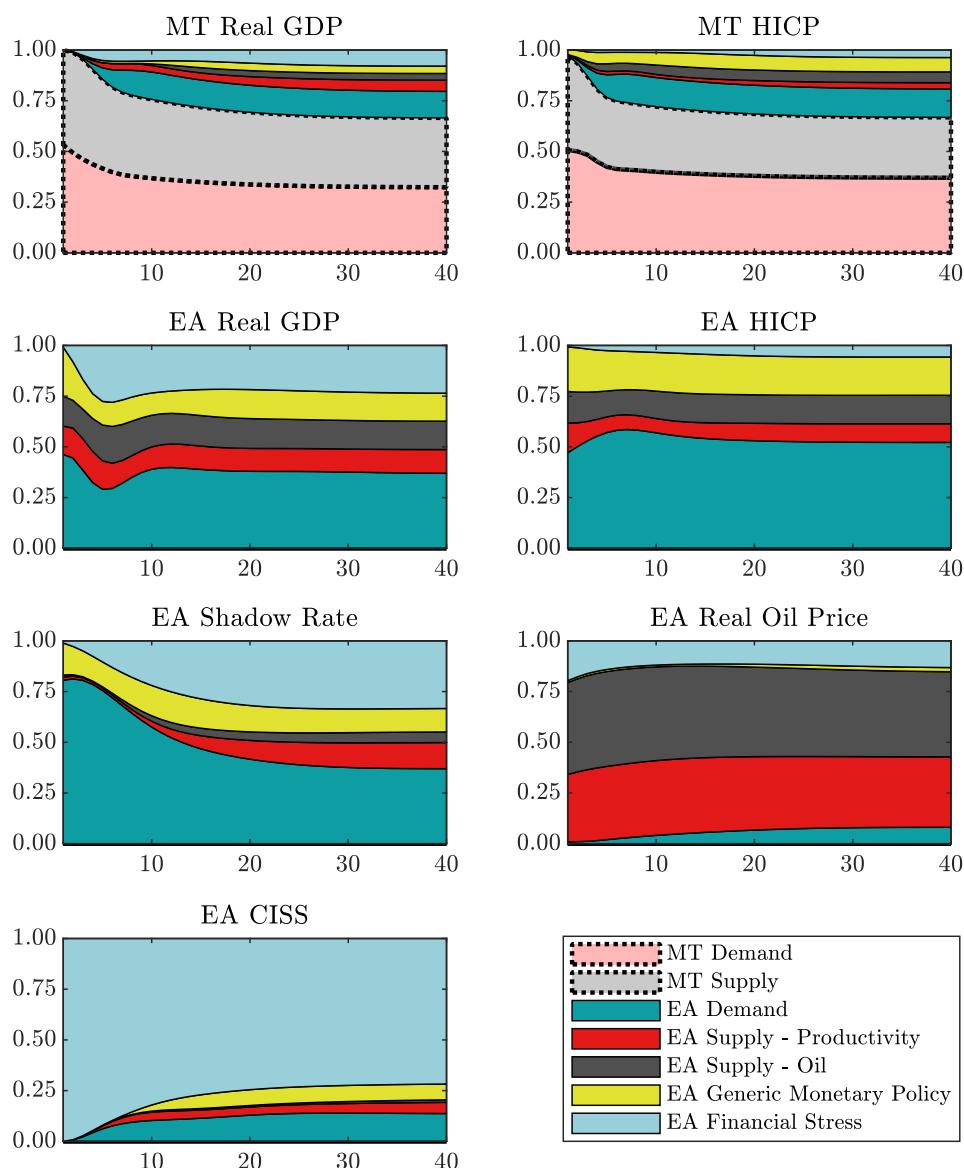 MT Real GDP
1.00
0.75
0.50
0.25
0.00
10 20 30 40
MT HICP
1.00
0.75
0.50
0.25
0.00
10 20 30 40
EA Real GDP
1.00
0.75
0.50
0.25
0.00
10 20 30 40
EA HICP
1.00
0.75
0.50
0.25
0.00
10 20 30 40
EA Shadow Rate
1.00
0.75
0.50
0.25
0.00
10 20 30 40
EA Real Oil Price
1.00
0.75
0.50
0.25
0.00
10 20 30 40
EA CISS
1.00
0.75
0.50
0.25
0.00
10 20 30 40
MT Demand
MT Supply
EA Demand
EA Supply - Productivity
EA Supply - Oil
EA Generic Monetary Policy
EA Financial Stress